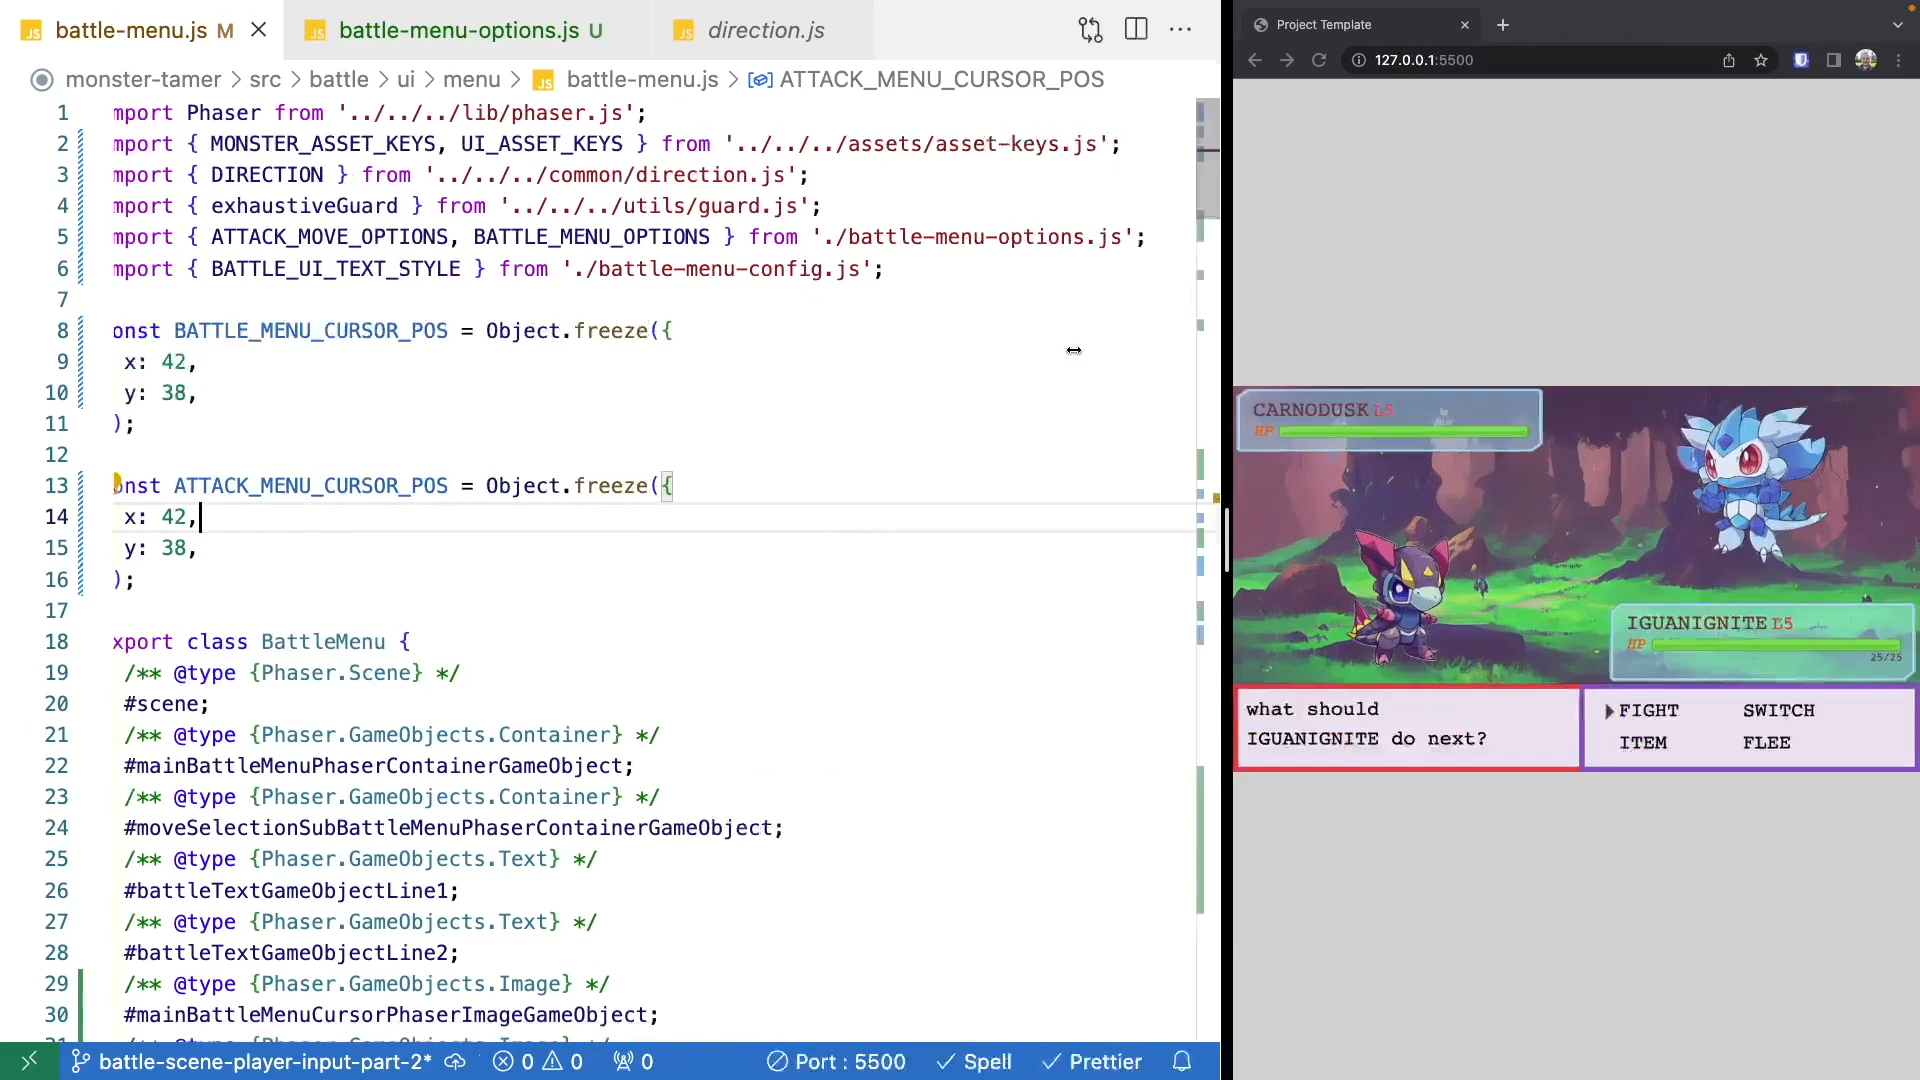 battle-menu.js M
battle-menu-options.js U
direction.js
monster-tamer > src > battle > ui > menu > battle-menu.js > ATTACK_MENU_CURSOR_POS
1 mport Phaser from '../../../lib/phaser.js';
2 mport { MONSTER_ASSET_KEYS, UI_ASSET_KEYS } from '../../../assets/asset-keys.js';
3 mport { DIRECTION } from '../../../common/direction.js';
4 mport { exhaustiveGuard } from '../../../utils/guard.js';
5 mport { ATTACK_MOVE_OPTIONS, BATTLE_MENU_OPTIONS } from './battle-menu-options.js';
6 mport { BATTLE_UI_TEXT_STYLE } from './battle-menu-config.js';
7
8 onst BATTLE_MENU_CURSOR_POS = Object.freeze({
9 x: 42,
10 y: 38,
11 );
12
13 onst ATTACK_MENU_CURSOR_POS = Object.freeze({
14 x: 42,
15 y: 38,
16 );
17
18 xport class BattleMenu {
19 /** @type {Phaser.Scene} */
20 #scene;
21 /** @type {Phaser.GameObjects.Container} */
22 #mainBattleMenuPhaserContainerGameObject;
23 /** @type {Phaser.GameObjects.Container} */
24 #moveSelectionSubBattleMenuPhaserContainerGameObject;
25 /** @type {Phaser.GameObjects.Text} */
26 #battleTextGameObjectLine1;
27 /** @type {Phaser.GameObjects.Text} */
28 #battleTextGameObjectLine2;
29 /** @type {Phaser.GameObjects.Image} */
30 #mainBattleMenuCursorPhaserImageGameObject;
31 /** @type {Phaser.GameObjects.Image} */
battle-scene-player-input-part-2* 0 0 0 Port : 5500 Spell Prettier
Project Template
127.0.0.1:5500
CARNODUSK L5
HP
IGUANIGNITE L5
HP
25/25
what should
IGUANIGNITE do next?
FIGHT SWITCH
ITEM FLEE